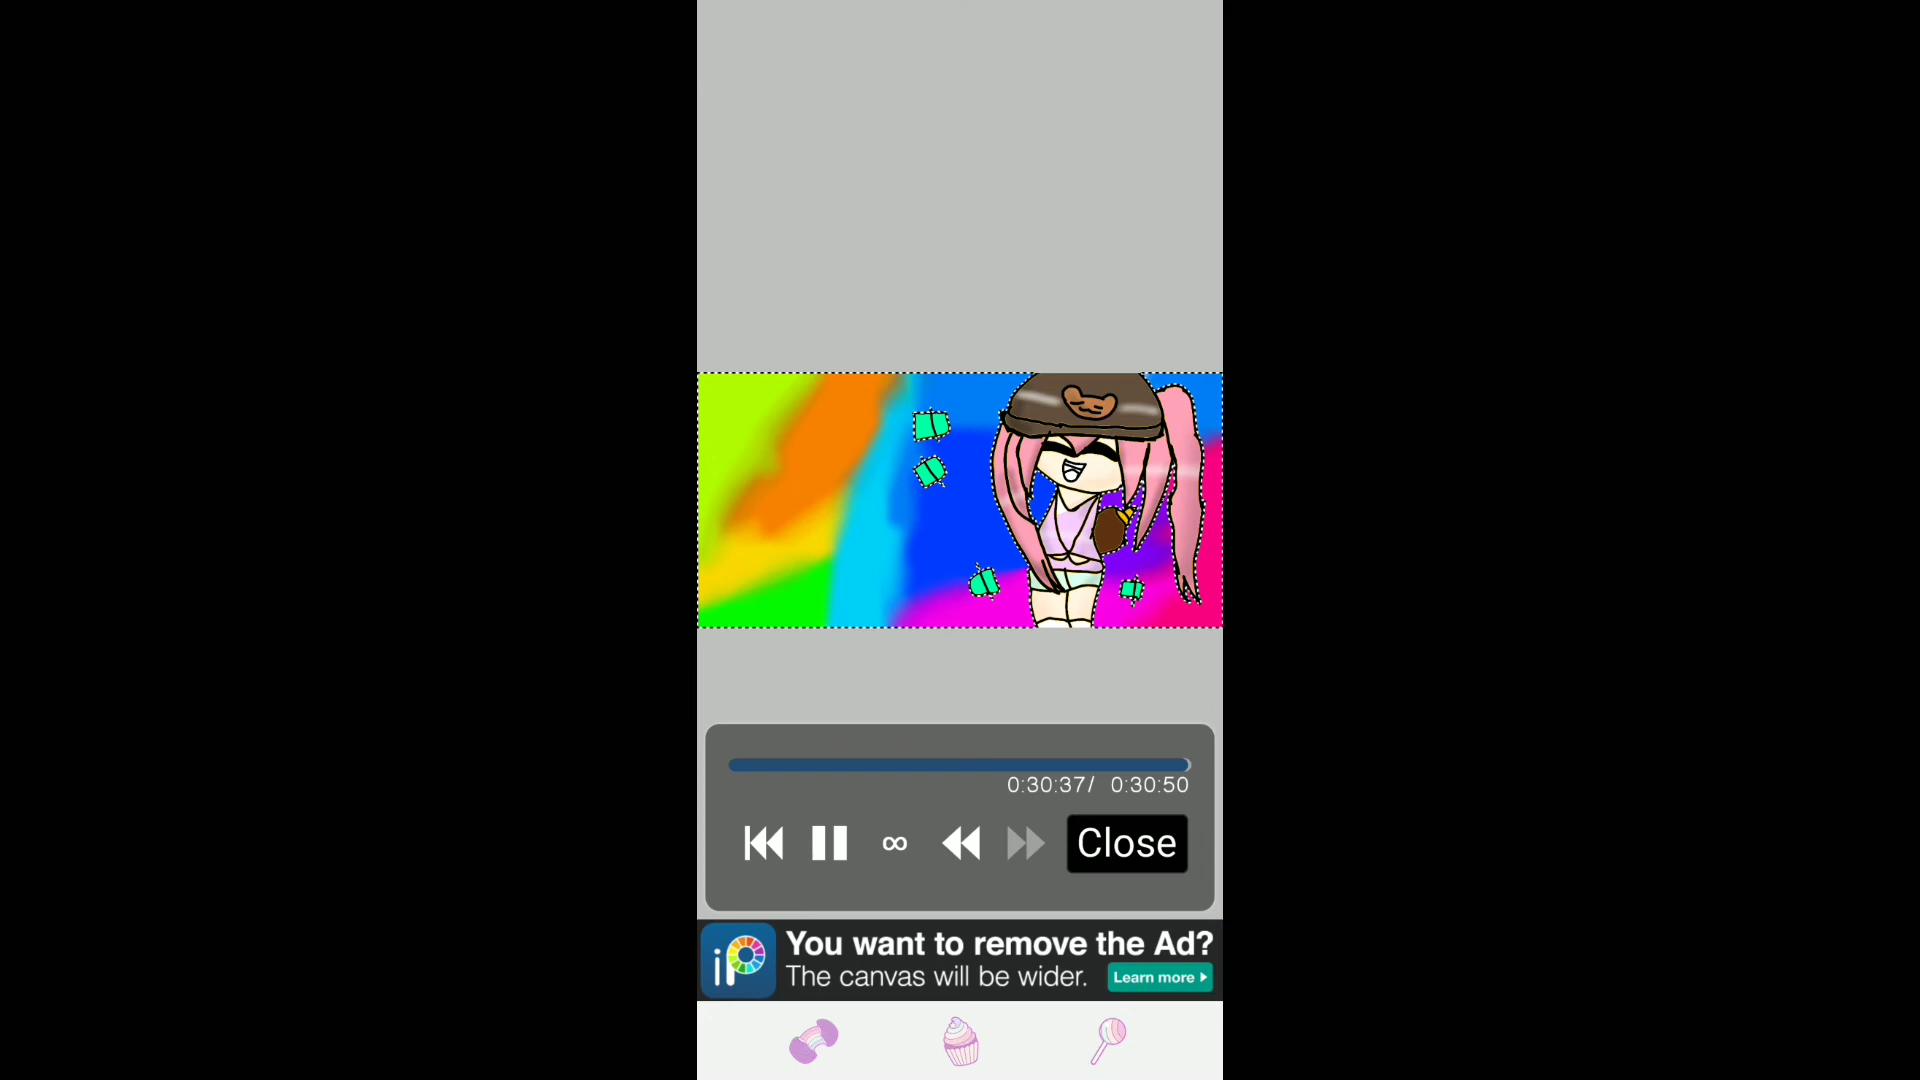 0:30:37/ 0:30:50
∞
Close
iP
You want to remove the Ad?
The canvas will be wider.
Learn more